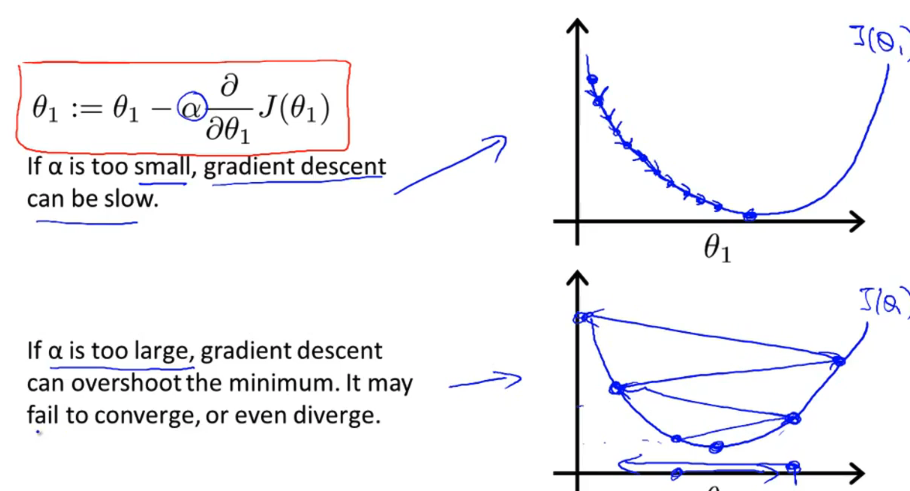 J(θ₁)
θ₁ := θ₁ − α ∂/∂θ₁ J(θ₁)
If α is too small, gradient descent
can be slow.
θ₁
J(θ₁)
If α is too large, gradient descent
can overshoot the minimum. It may
fail to converge, or even diverge.